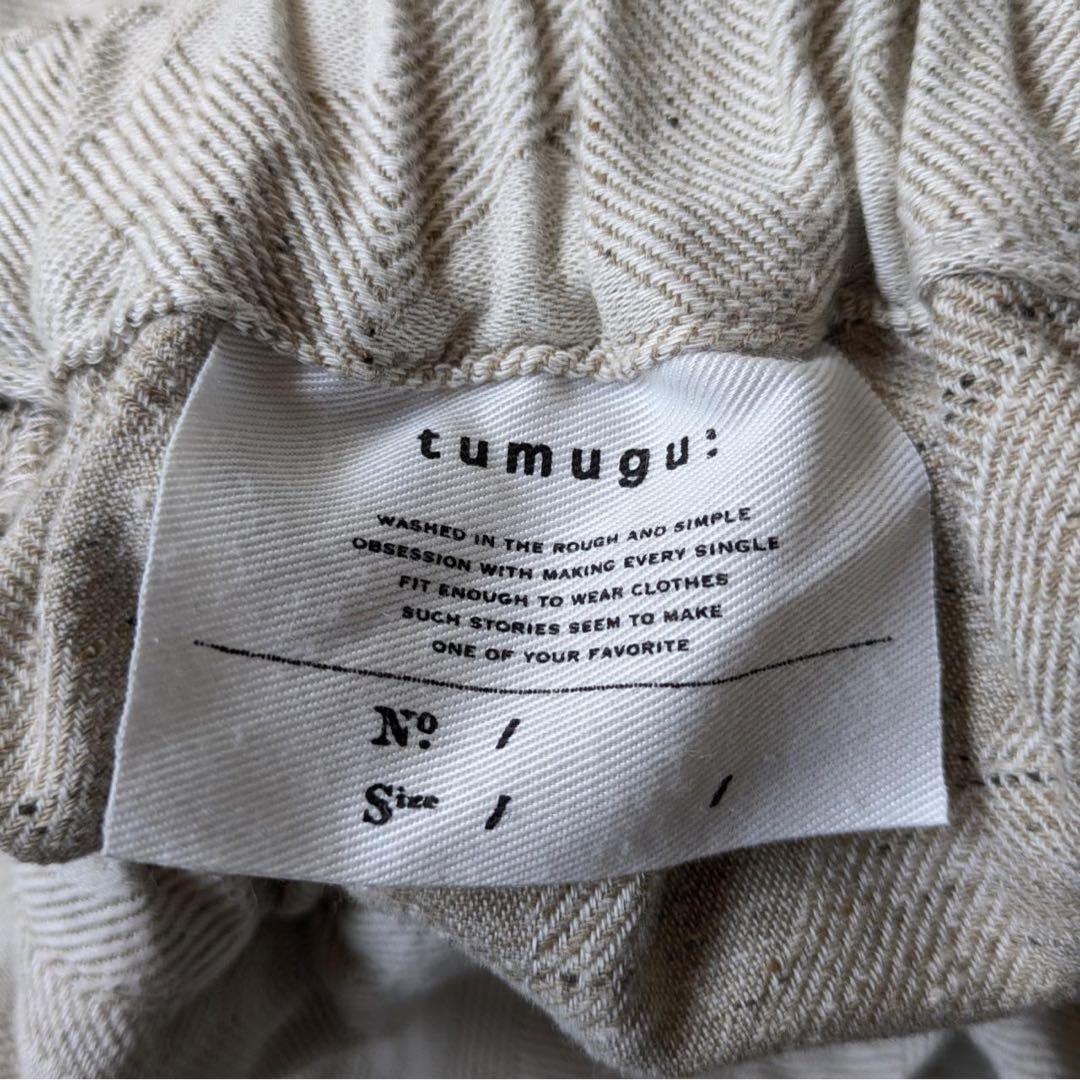 tumugu:
WASHED IN THE ROUGH AND SIMPLE
OBSESSION WITH MAKING EVERY SINGLE
FIT ENOUGH TO WEAR CLOTHES
SUCH STORIES SEEM TO MAKE
ONE OF YOUR FAVORITE
No. /
Size / /